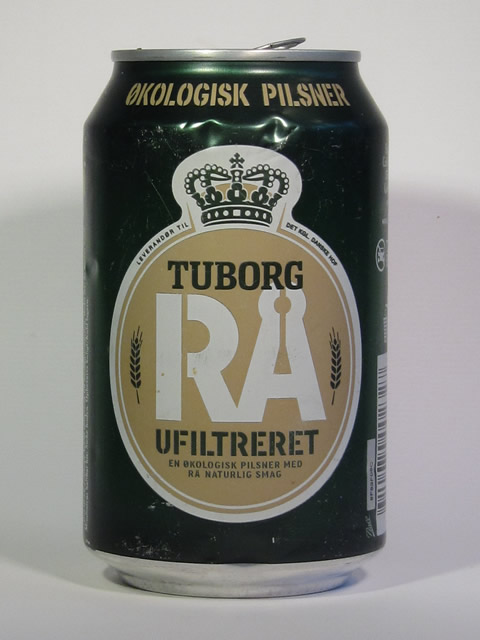 ØKOLOGISK PILSNER
LEVERANDØR TIL DET KGL. DANSKE HOF
TUBORG
RÅ
UFILTRERET
EN ØKOLOGISK PILSNER MED
RÅ NATURLIG SMAG